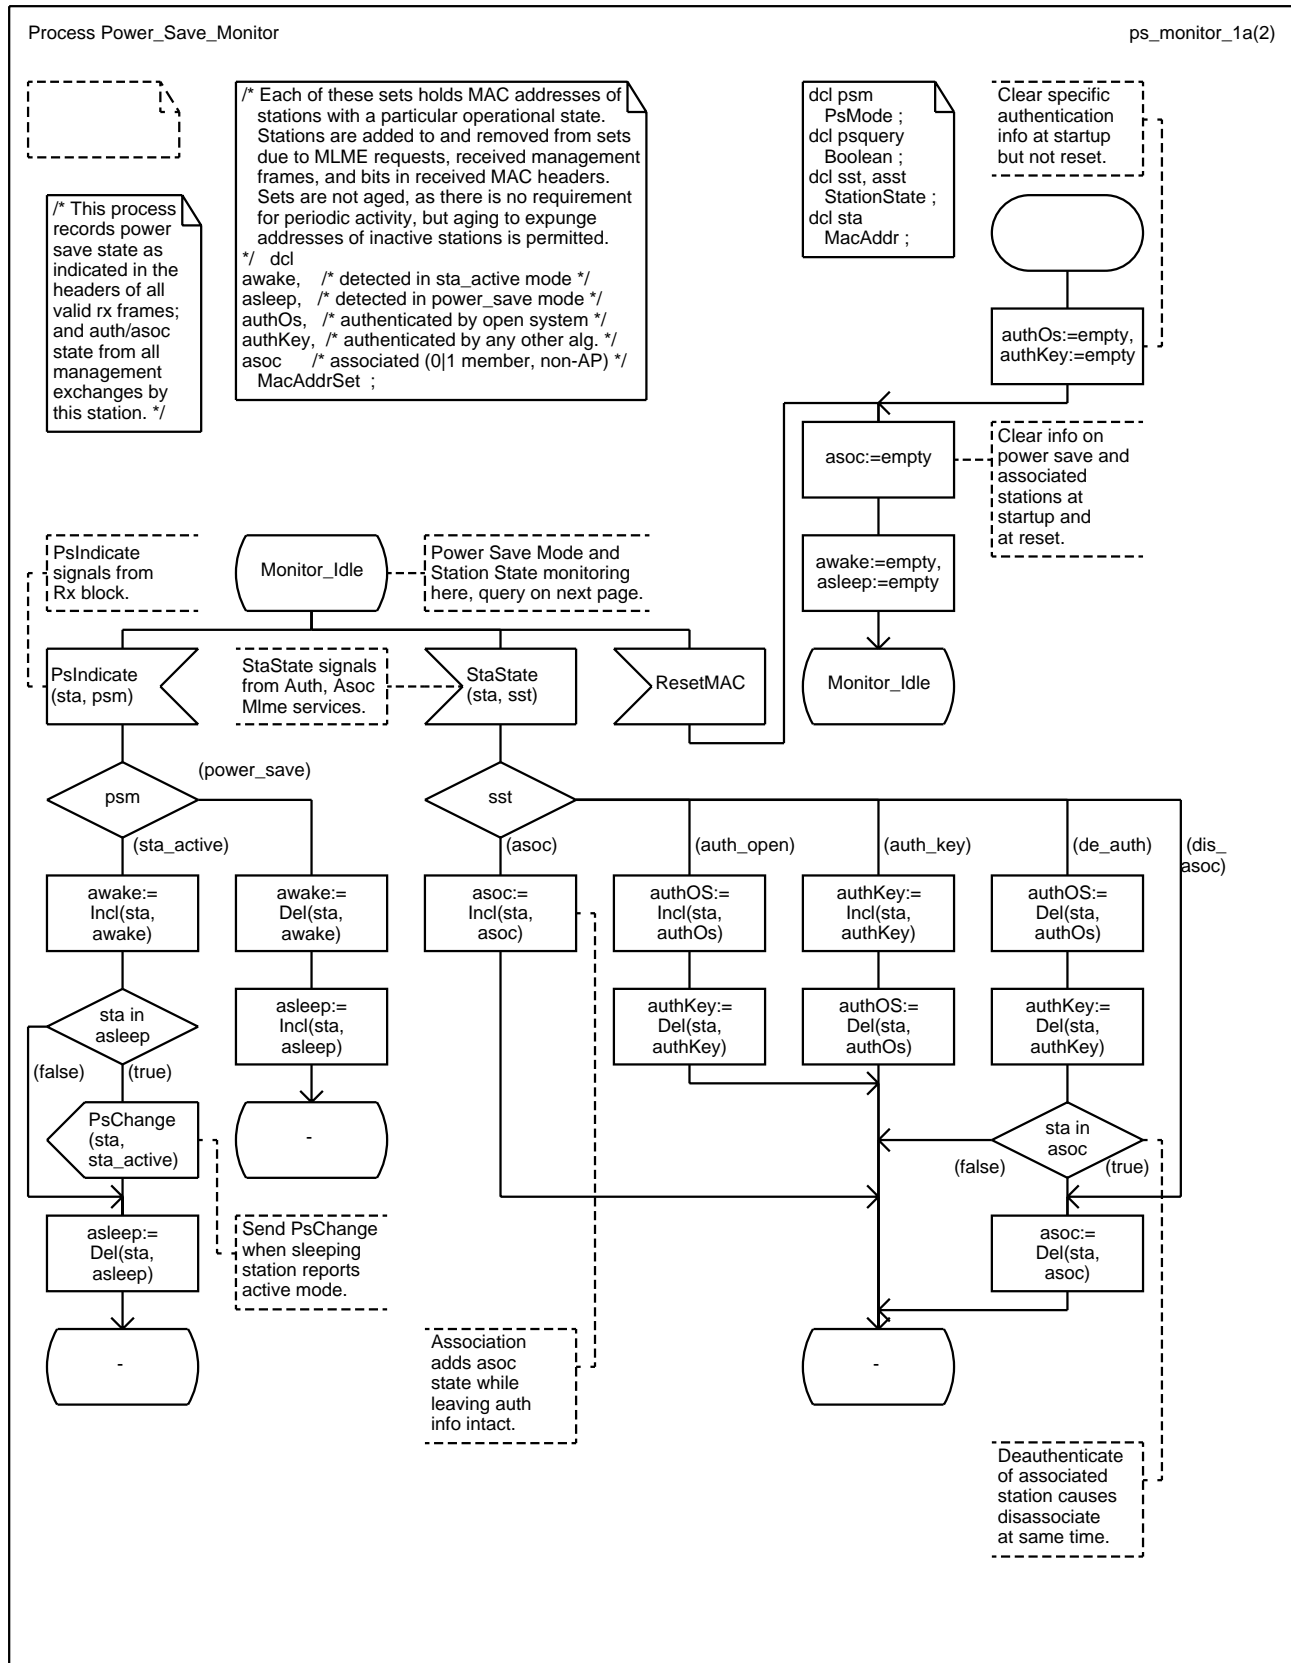 Process Power_Save_Monitor
ps_monitor_1a(2)
/* This process
records power
save state as
indicated in the
headers of all
valid rx frames;
and auth/asoc
state from all
management
exchanges by
this station. */
/* Each of these sets holds MAC addresses of
stations with a particular operational state.
Stations are added to and removed from sets
due to MLME requests, received management
frames, and bits in received MAC headers.
Sets are not aged, as there is no requirement
for periodic activity, but aging to expunge
addresses of inactive stations is permitted.
*/ dcl
awake, /* detected in sta_active mode */
asleep, /* detected in power_save mode */
authOs, /* authenticated by open system */
authKey, /* authenticated by any other alg. */
asoc /* associated (0|1 member, non-AP) */
MacAddrSet ;
dcl psm
PsMode ;
dcl psquery
Boolean ;
dcl sst, asst
StationState ;
dcl sta
MacAddr ;
Clear specific
authentication
info at startup
but not reset.
authOs:=empty,
authKey:=empty
asoc:=empty
Clear info on
power save and
associated
stations at
startup and
at reset.
awake:=empty,
asleep:=empty
Monitor_Idle
PsIndicate
signals from
Rx block.
Monitor_Idle
Power Save Mode and
Station State monitoring
here, query on next page.
PsIndicate
(sta, psm)
StaState signals
from Auth, Asoc
Mlme services.
StaState
(sta, sst)
ResetMAC
psm
(power_save)
(sta_active)
sst
(asoc)
(auth_open)
(auth_key)
(de_auth)
(dis_
asoc)
awake:=
Incl(sta,
awake)
awake:=
Del(sta,
awake)
asoc:=
Incl(sta,
asoc)
authOS:=
Incl(sta,
authOs)
authKey:=
Incl(sta,
authKey)
authOS:=
Del(sta,
authOs)
sta in
asleep
(false)
(true)
asleep:=
Incl(sta,
asleep)
authKey:=
Del(sta,
authKey)
authOS:=
Del(sta,
authOs)
authKey:=
Del(sta,
authKey)
PsChange
(sta,
sta_active)
-
sta in
asoc
(false)
(true)
asleep:=
Del(sta,
asleep)
Send PsChange
when sleeping
station reports
active mode.
asoc:=
Del(sta,
asoc)
-
Association
adds asoc
state while
leaving auth
info intact.
-
Deauthenticate
of associated
station causes
disassociate
at same time.